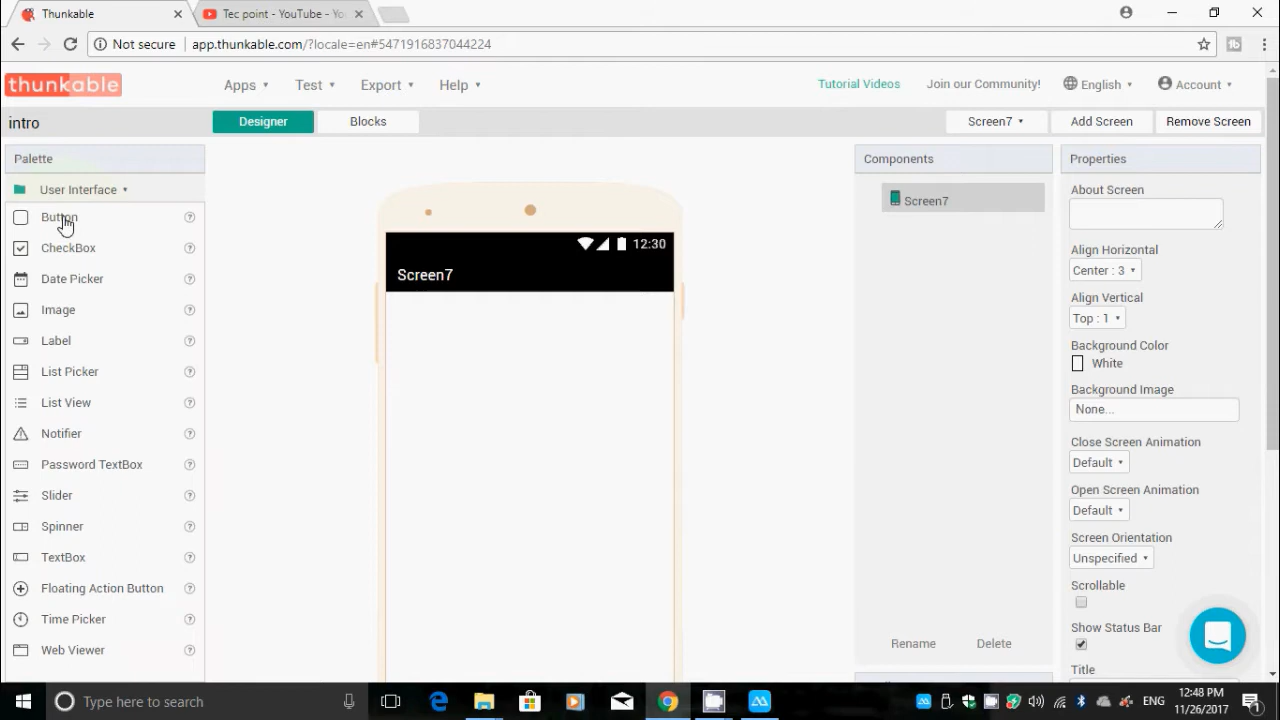 Thunkable
Tec point - YouTube - Yo
Not secure
app.thunkable.com/?locale=en#5471916837044224
thunkable
Apps
Test
Export
Help
Tutorial Videos
Join our Community!
English
Account
intro
Designer
Blocks
Screen7
Add Screen
Remove Screen
Palette
User Interface
Button
CheckBox
Date Picker
Image
Label
List Picker
List View
Notifier
Password TextBox
Slider
Spinner
TextBox
Floating Action Button
Time Picker
Web Viewer
12:30
Screen7
Components
Screen7
Rename
Delete
Properties
About Screen
Align Horizontal
Center : 3
Align Vertical
Top : 1
Background Color
White
Background Image
None...
Close Screen Animation
Default
Open Screen Animation
Default
Screen Orientation
Unspecified
Scrollable
Show Status Bar
Title
Type here to search
ENG
12:48 PM
11/26/2017